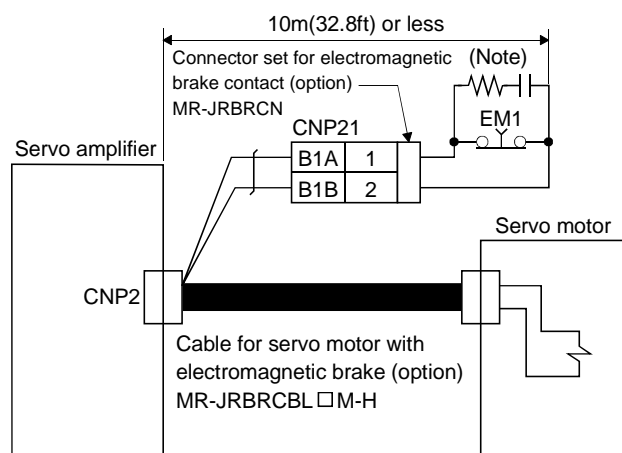 10m(32.8ft) or less
Connector set for electromagnetic
brake contact (option)
MR-JRBRCN
(Note)
EM1
CNP21
Servo amplifier
B1A 1
B1B 2
Servo motor
CNP2
Cable for servo motor with
electromagnetic brake (option)
MR-JRBRCBL□M-H